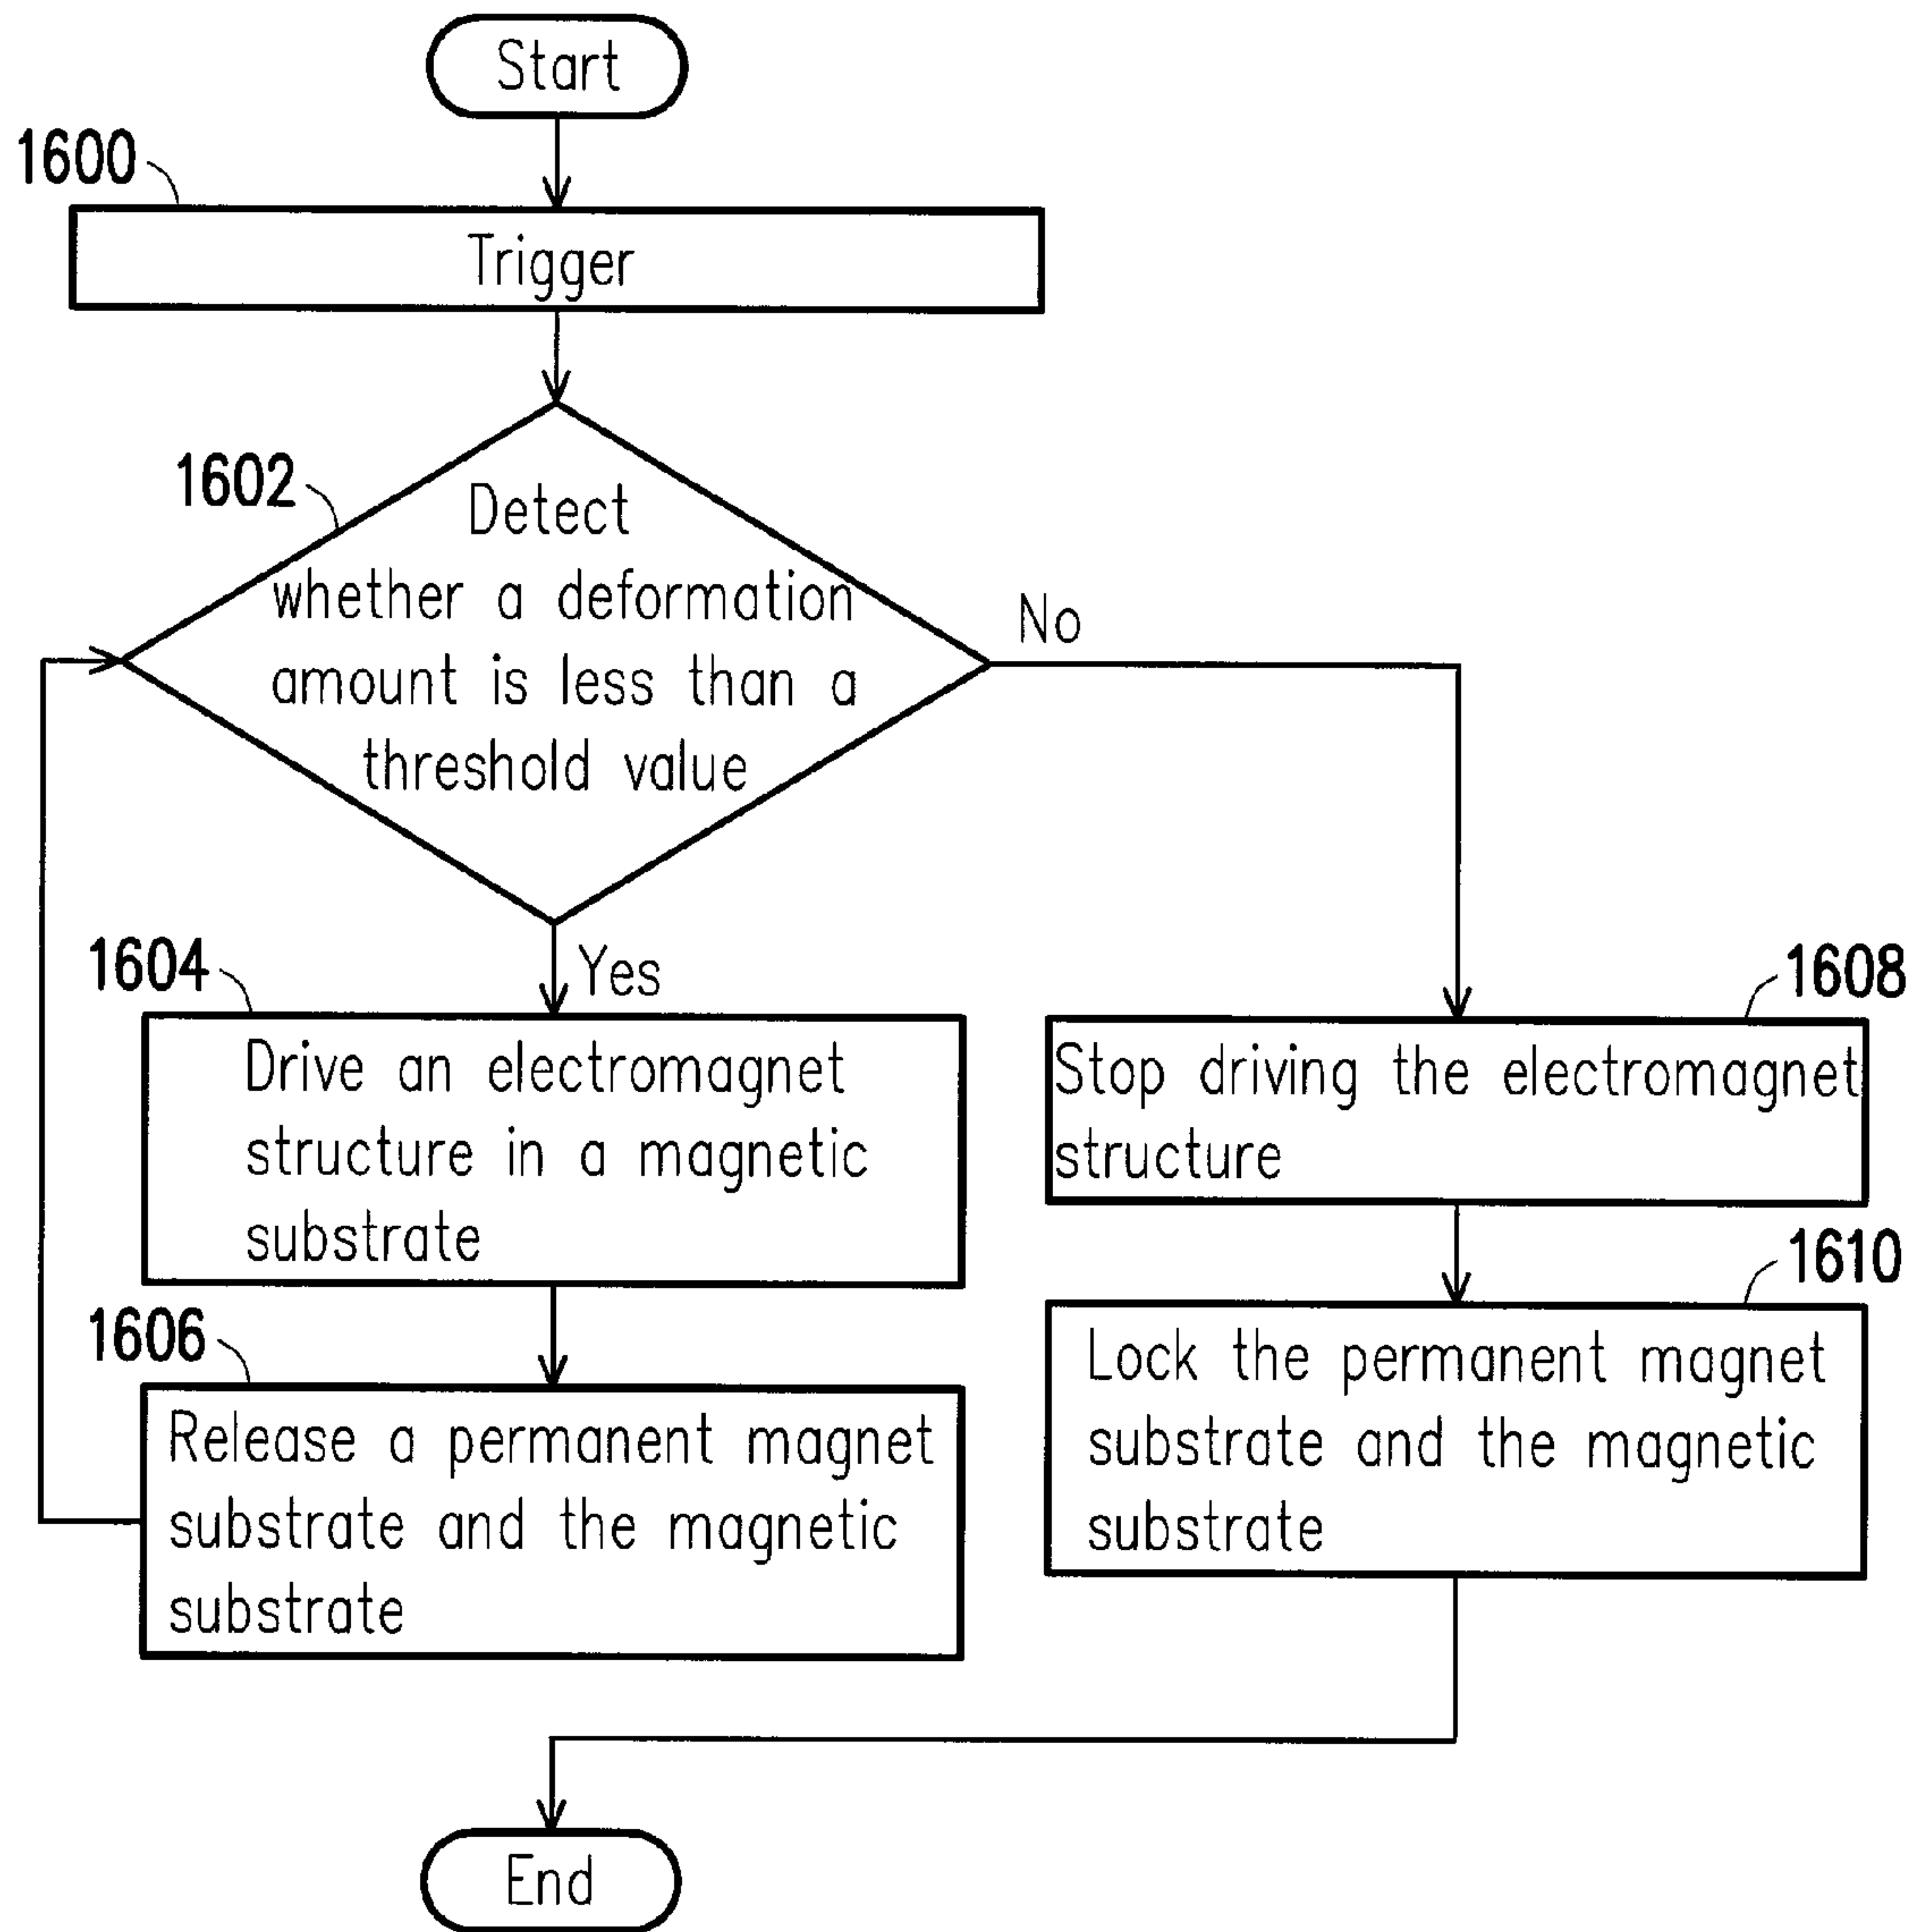 Start
1600
Trigger
1602
Detect
whether a deformation
amount is less than a
threshold value
No
Yes
1604
Drive an electromagnet
structure in a magnetic
substrate
1606
Release a permanent magnet
substrate and the magnetic
substrate
1608
Stop driving the electromagnet
structure
1610
Lock the permanent magnet
substrate and the magnetic
substrate
End